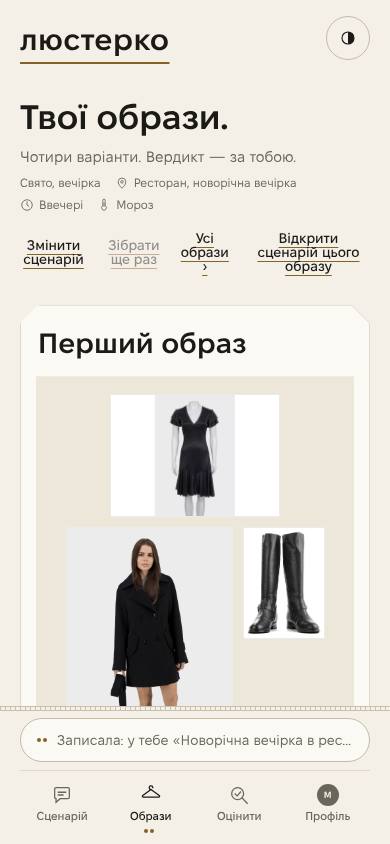 люстерко
Твої образи.
Чотири варіанти. Вердикт — за тобою.
Свято, вечірка Ресторан, новорічна вечірка
Ввечері Мороз
Змінити сценарій
Зібрати ще раз
Усі образи ›
Відкрити сценарій цього образу
Перший образ
Записала: у тебе «Новорічна вечірка в рес...
Сценарій Образи Оцінити М Профіль